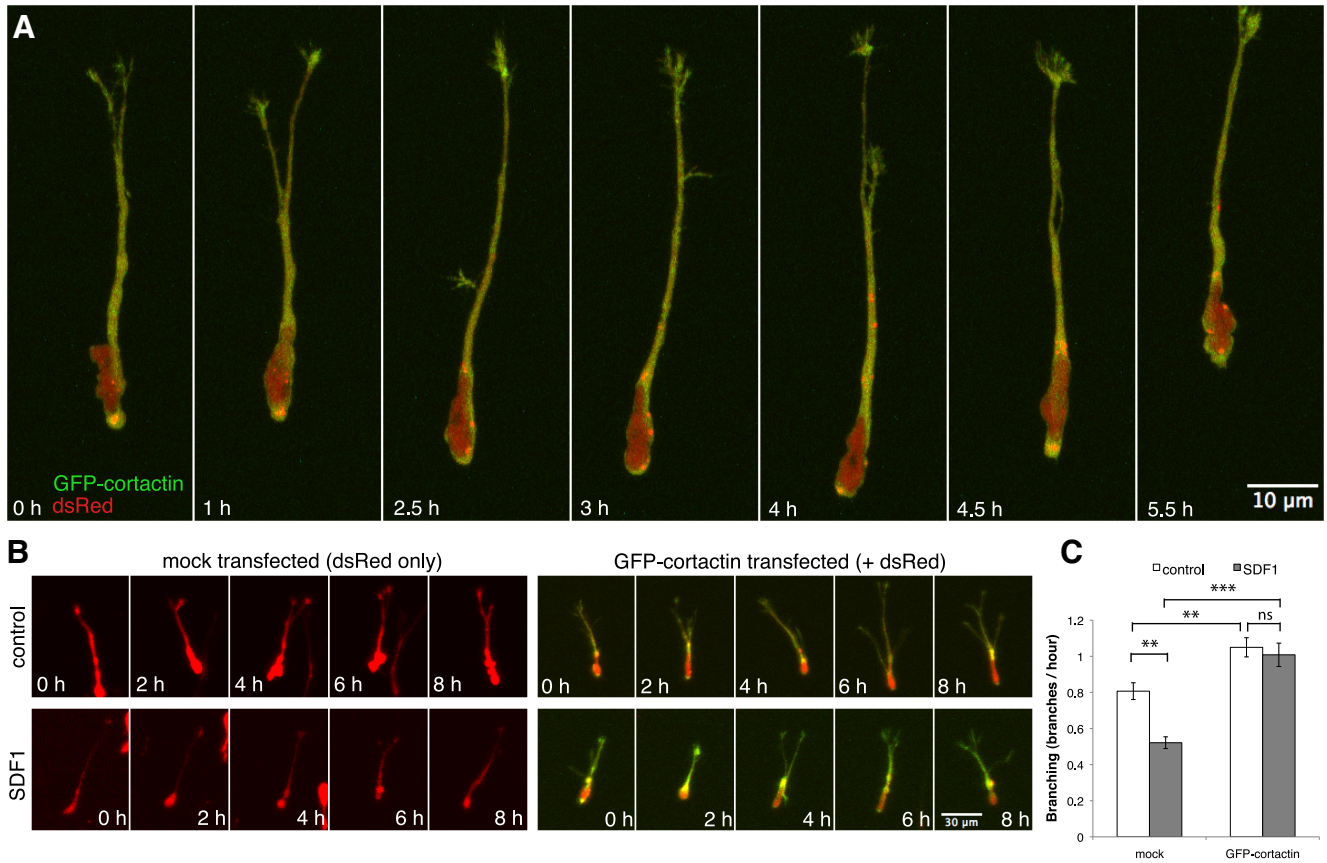 A
GFP-cortactin
dsRed
0 h
1 h
2.5 h
3 h
4 h
4.5 h
5.5 h
10 µm
B
mock transfected (dsRed only)
GFP-cortactin transfected (+ dsRed)
control
0 h
2 h
4 h
6 h
8 h
0 h
2 h
4 h
6 h
8 h
SDF1
0 h
2 h
4 h
6 h
8 h
0 h
2 h
4 h
6 h
30 µm
8 h
C
control
SDF1
***
**
ns
**
Branching (branches / hour)
1.2
1
0.8
0.6
0.4
0.2
0
mock
GFP-cortactin